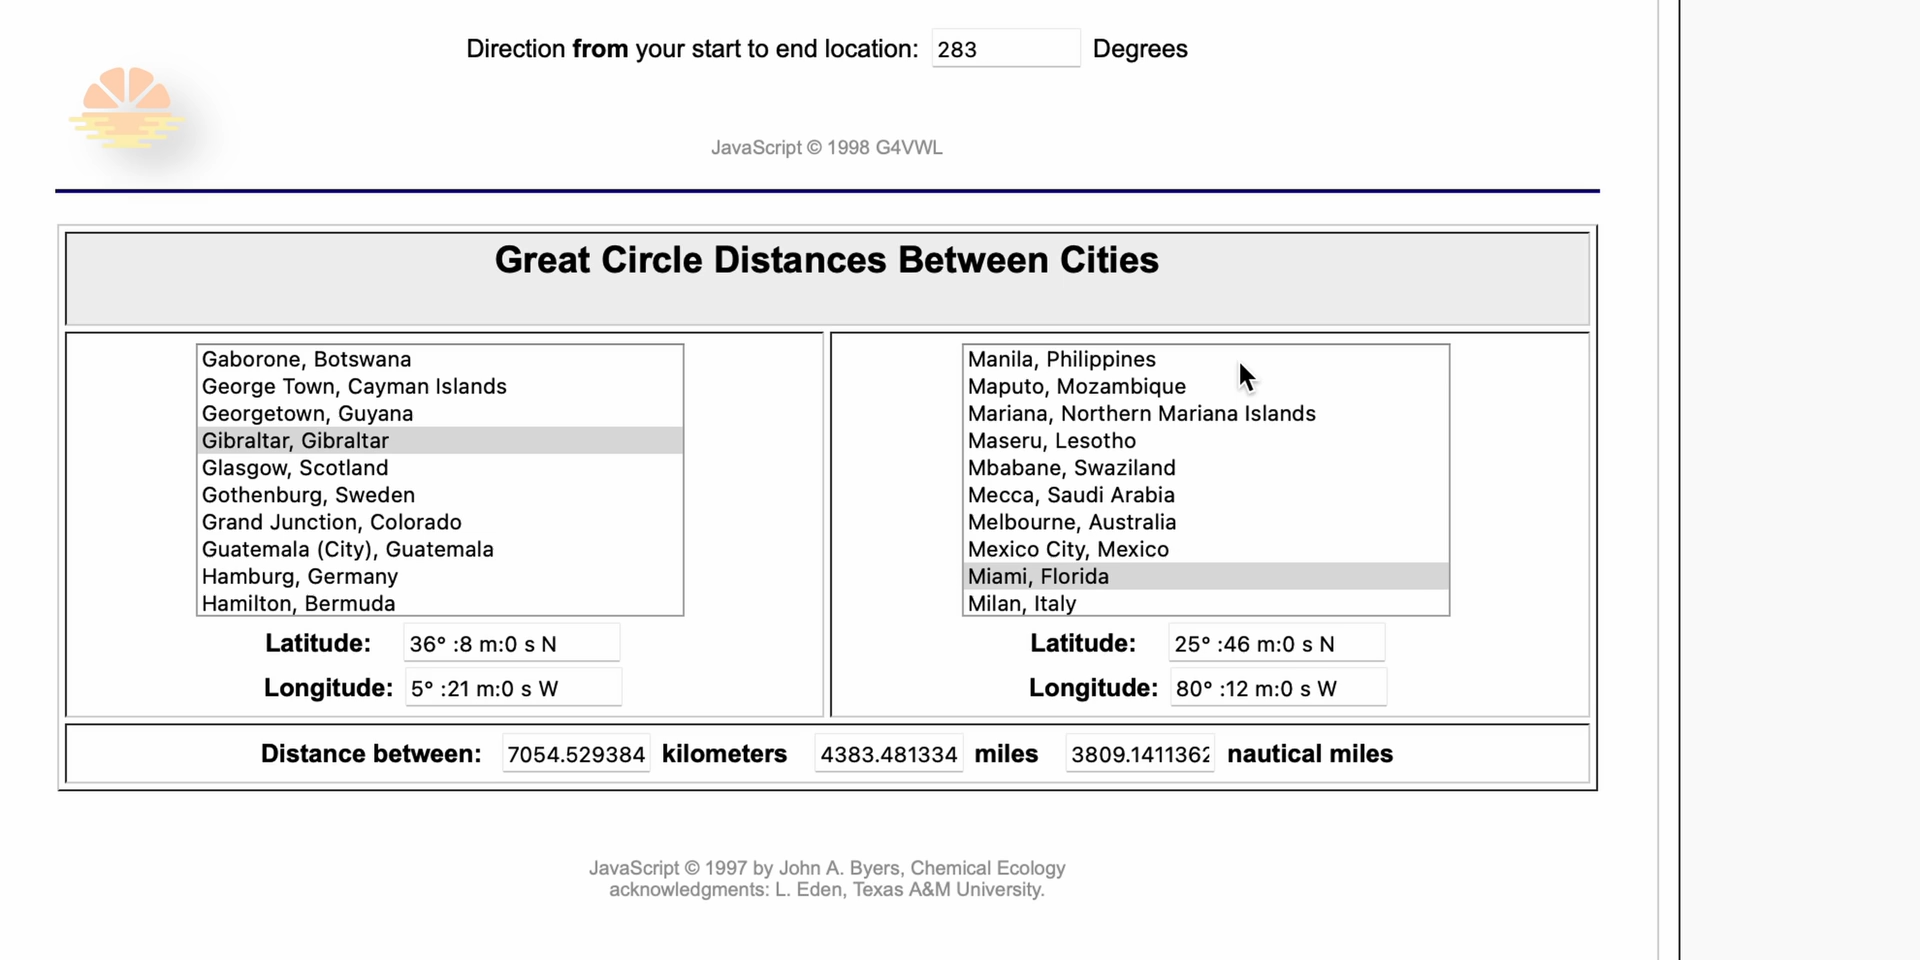 Direction from your start to end location: 283 Degrees
JavaScript © 1998 G4VWL
Great Circle Distances Between Cities
Gaborone, Botswana
George Town, Cayman Islands
Georgetown, Guyana
Gibraltar, Gibraltar
Glasgow, Scotland
Gothenburg, Sweden
Grand Junction, Colorado
Guatemala (City), Guatemala
Hamburg, Germany
Hamilton, Bermuda
Latitude: 36° :8 m:0 s N
Longitude: 5° :21 m:0 s W
Manila, Philippines
Maputo, Mozambique
Mariana, Northern Mariana Islands
Maseru, Lesotho
Mbabane, Swaziland
Mecca, Saudi Arabia
Melbourne, Australia
Mexico City, Mexico
Miami, Florida
Milan, Italy
Latitude: 25° :46 m:0 s N
Longitude: 80° :12 m:0 s W
Distance between: 7054.529384 kilometers 4383.481334 miles 3809.1411362 nautical miles
JavaScript © 1997 by John A. Byers, Chemical Ecology
acknowledgments: L. Eden, Texas A&M University.